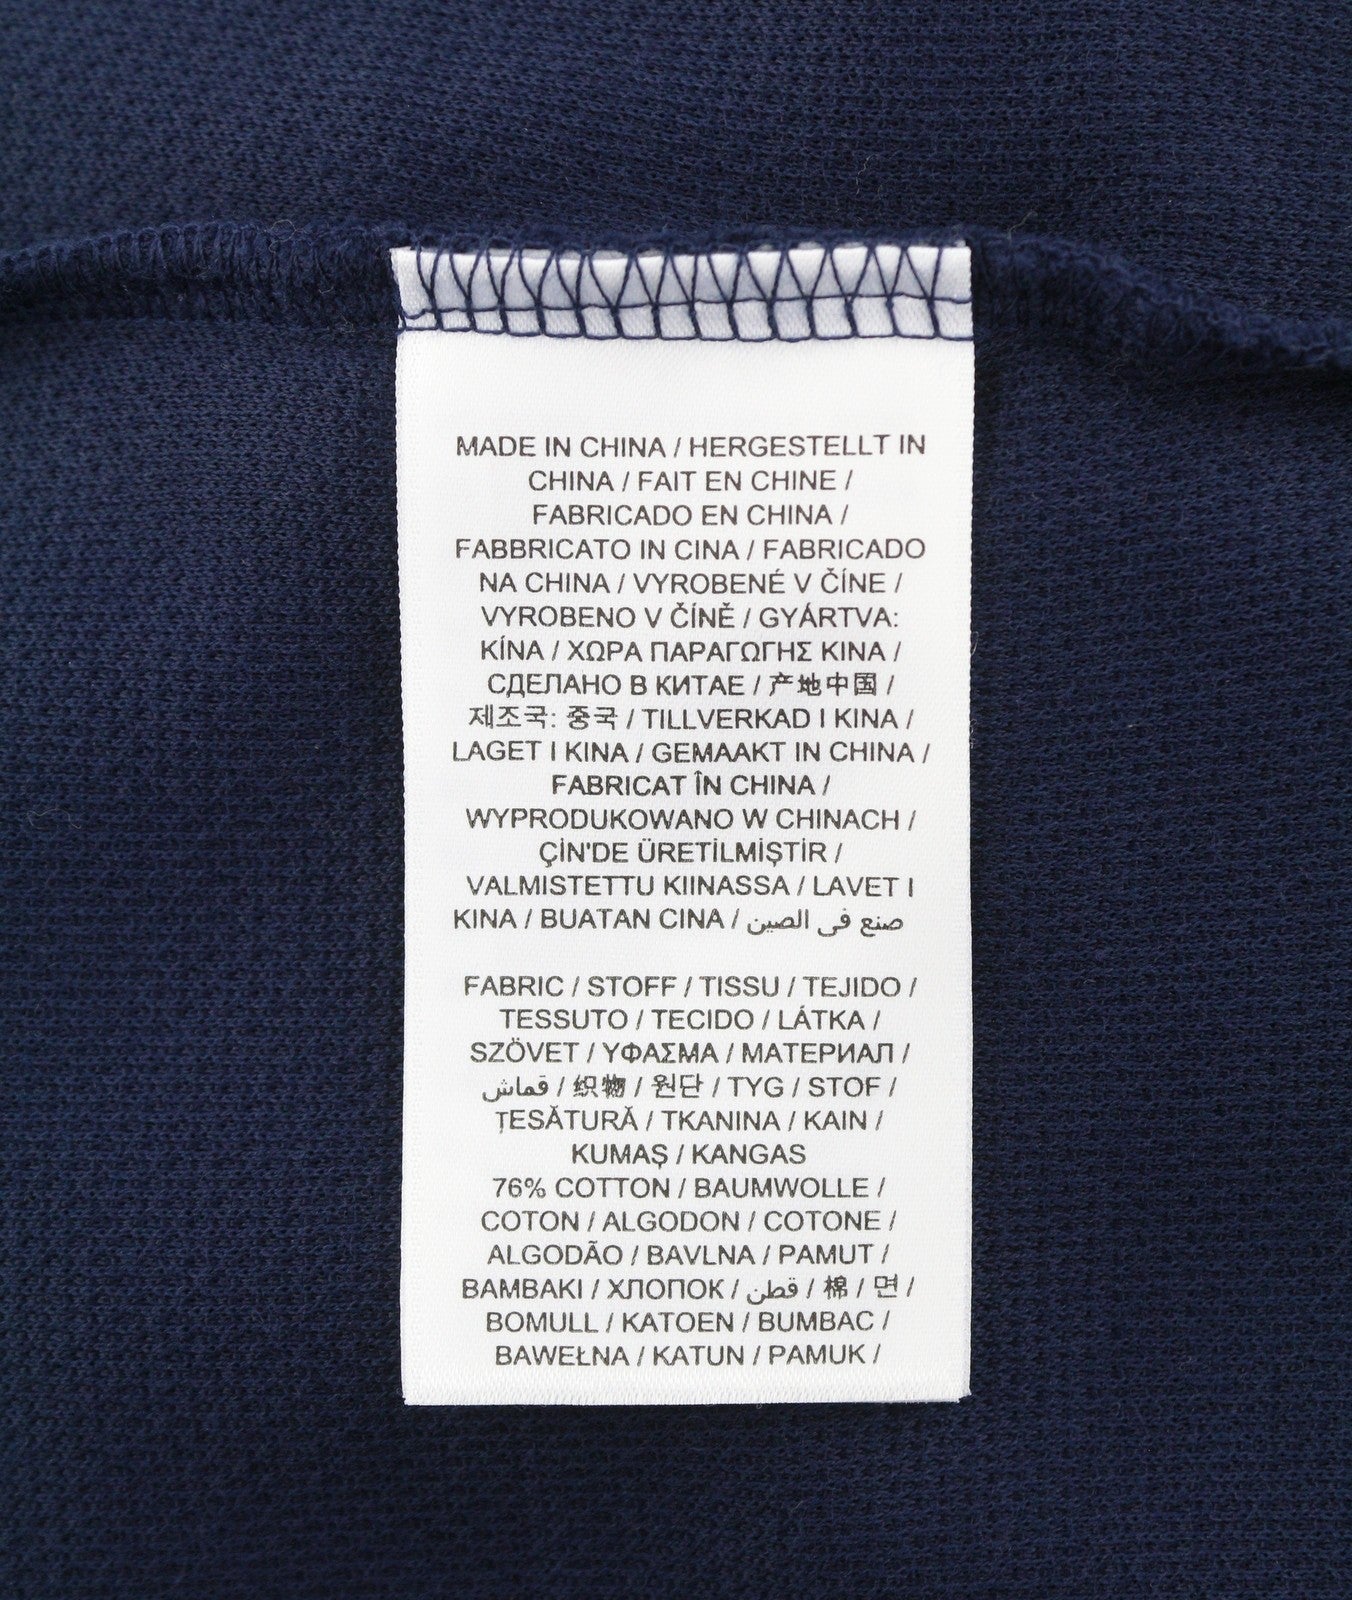 MADE IN CHINA / HERGESTELLT IN
CHINA / FAIT EN CHINE /
FABRICADO EN CHINA /
FABBRICATO IN CINA / FABRICADO
NA CHINA / VYROBENÉ V ČÍNE /
VYROBENO V ČÍNĚ / GYÁRTVA:
KÍNA / ΧΩΡΑ ΠΑΡΑΓΩΓΗΣ ΚΙΝΑ /
СДЕЛАНО В КИТАЕ / 产地中国 /
제조국: 중국 / TILLVERKAD I KINA /
LAGET I KINA / GEMAAKT IN CHINA /
FABRICAT ÎN CHINA /
WYPRODUKOWANO W CHINACH /
ÇİN'DE ÜRETİLMİŞTİR /
VALMISTETTU KIINASSA / LAVET I
KINA / BUATAN CINA / صنع في الصين
FABRIC / STOFF / TISSU / TEJIDO /
TESSUTO / TECIDO / LÁTKA /
SZÖVET / ΥΦΑΣΜΑ / МАТЕРИАЛ /
قماش / 织物 / 원단 / TYG / STOF /
ȚESĂTURĂ / TKANINA / KAIN /
KUMAŞ / KANGAS
76% COTTON / BAUMWOLLE /
COTON / ALGODON / COTONE /
ALGODÃO / BAVLNA / PAMUT /
ΒΑΜΒΑΚΙ / ХЛОПОК / قطن / 棉 / 면 /
BOMULL / KATOEN / BUMBAC /
BAWEŁNA / KATUN / PAMUK /